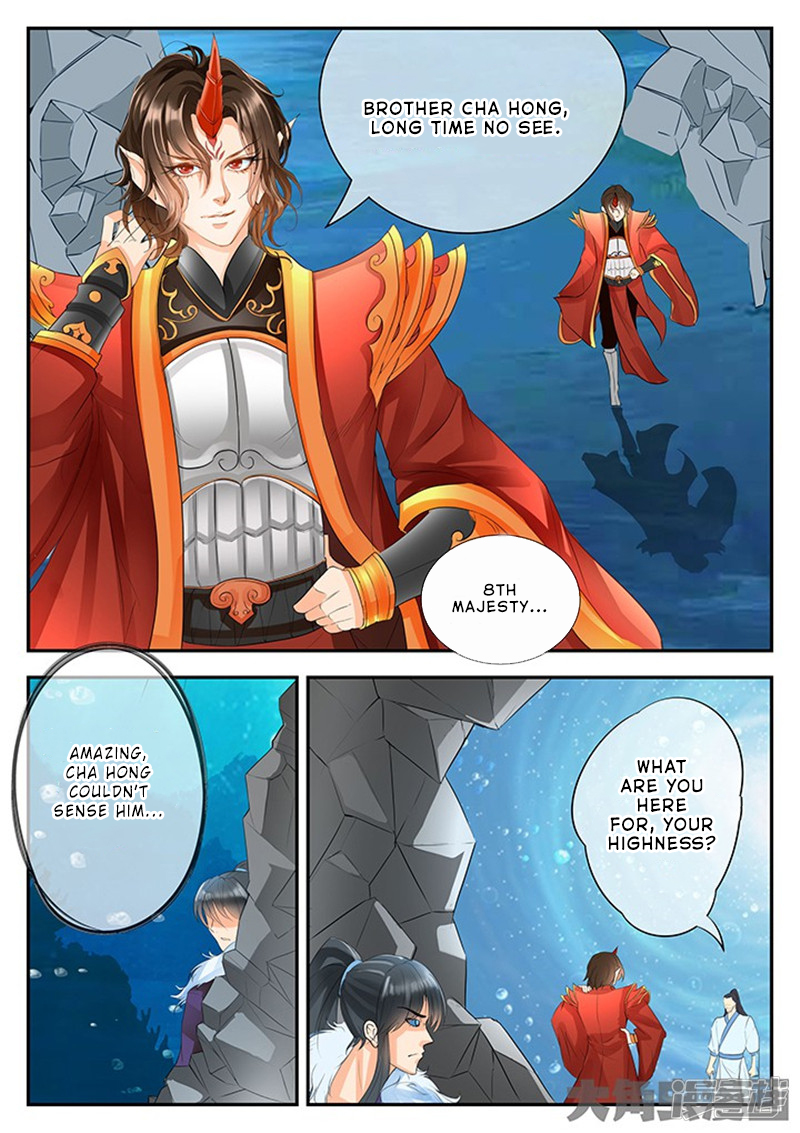 BROTHER CHA HONG,
LONG TIME NO SEE.
8TH
MAJESTY...
AMAZING,
CHA HONG
COULDN'T
SENSE HIM...
WHAT
ARE YOU
HERE
FOR, YOUR
HIGHNESS?